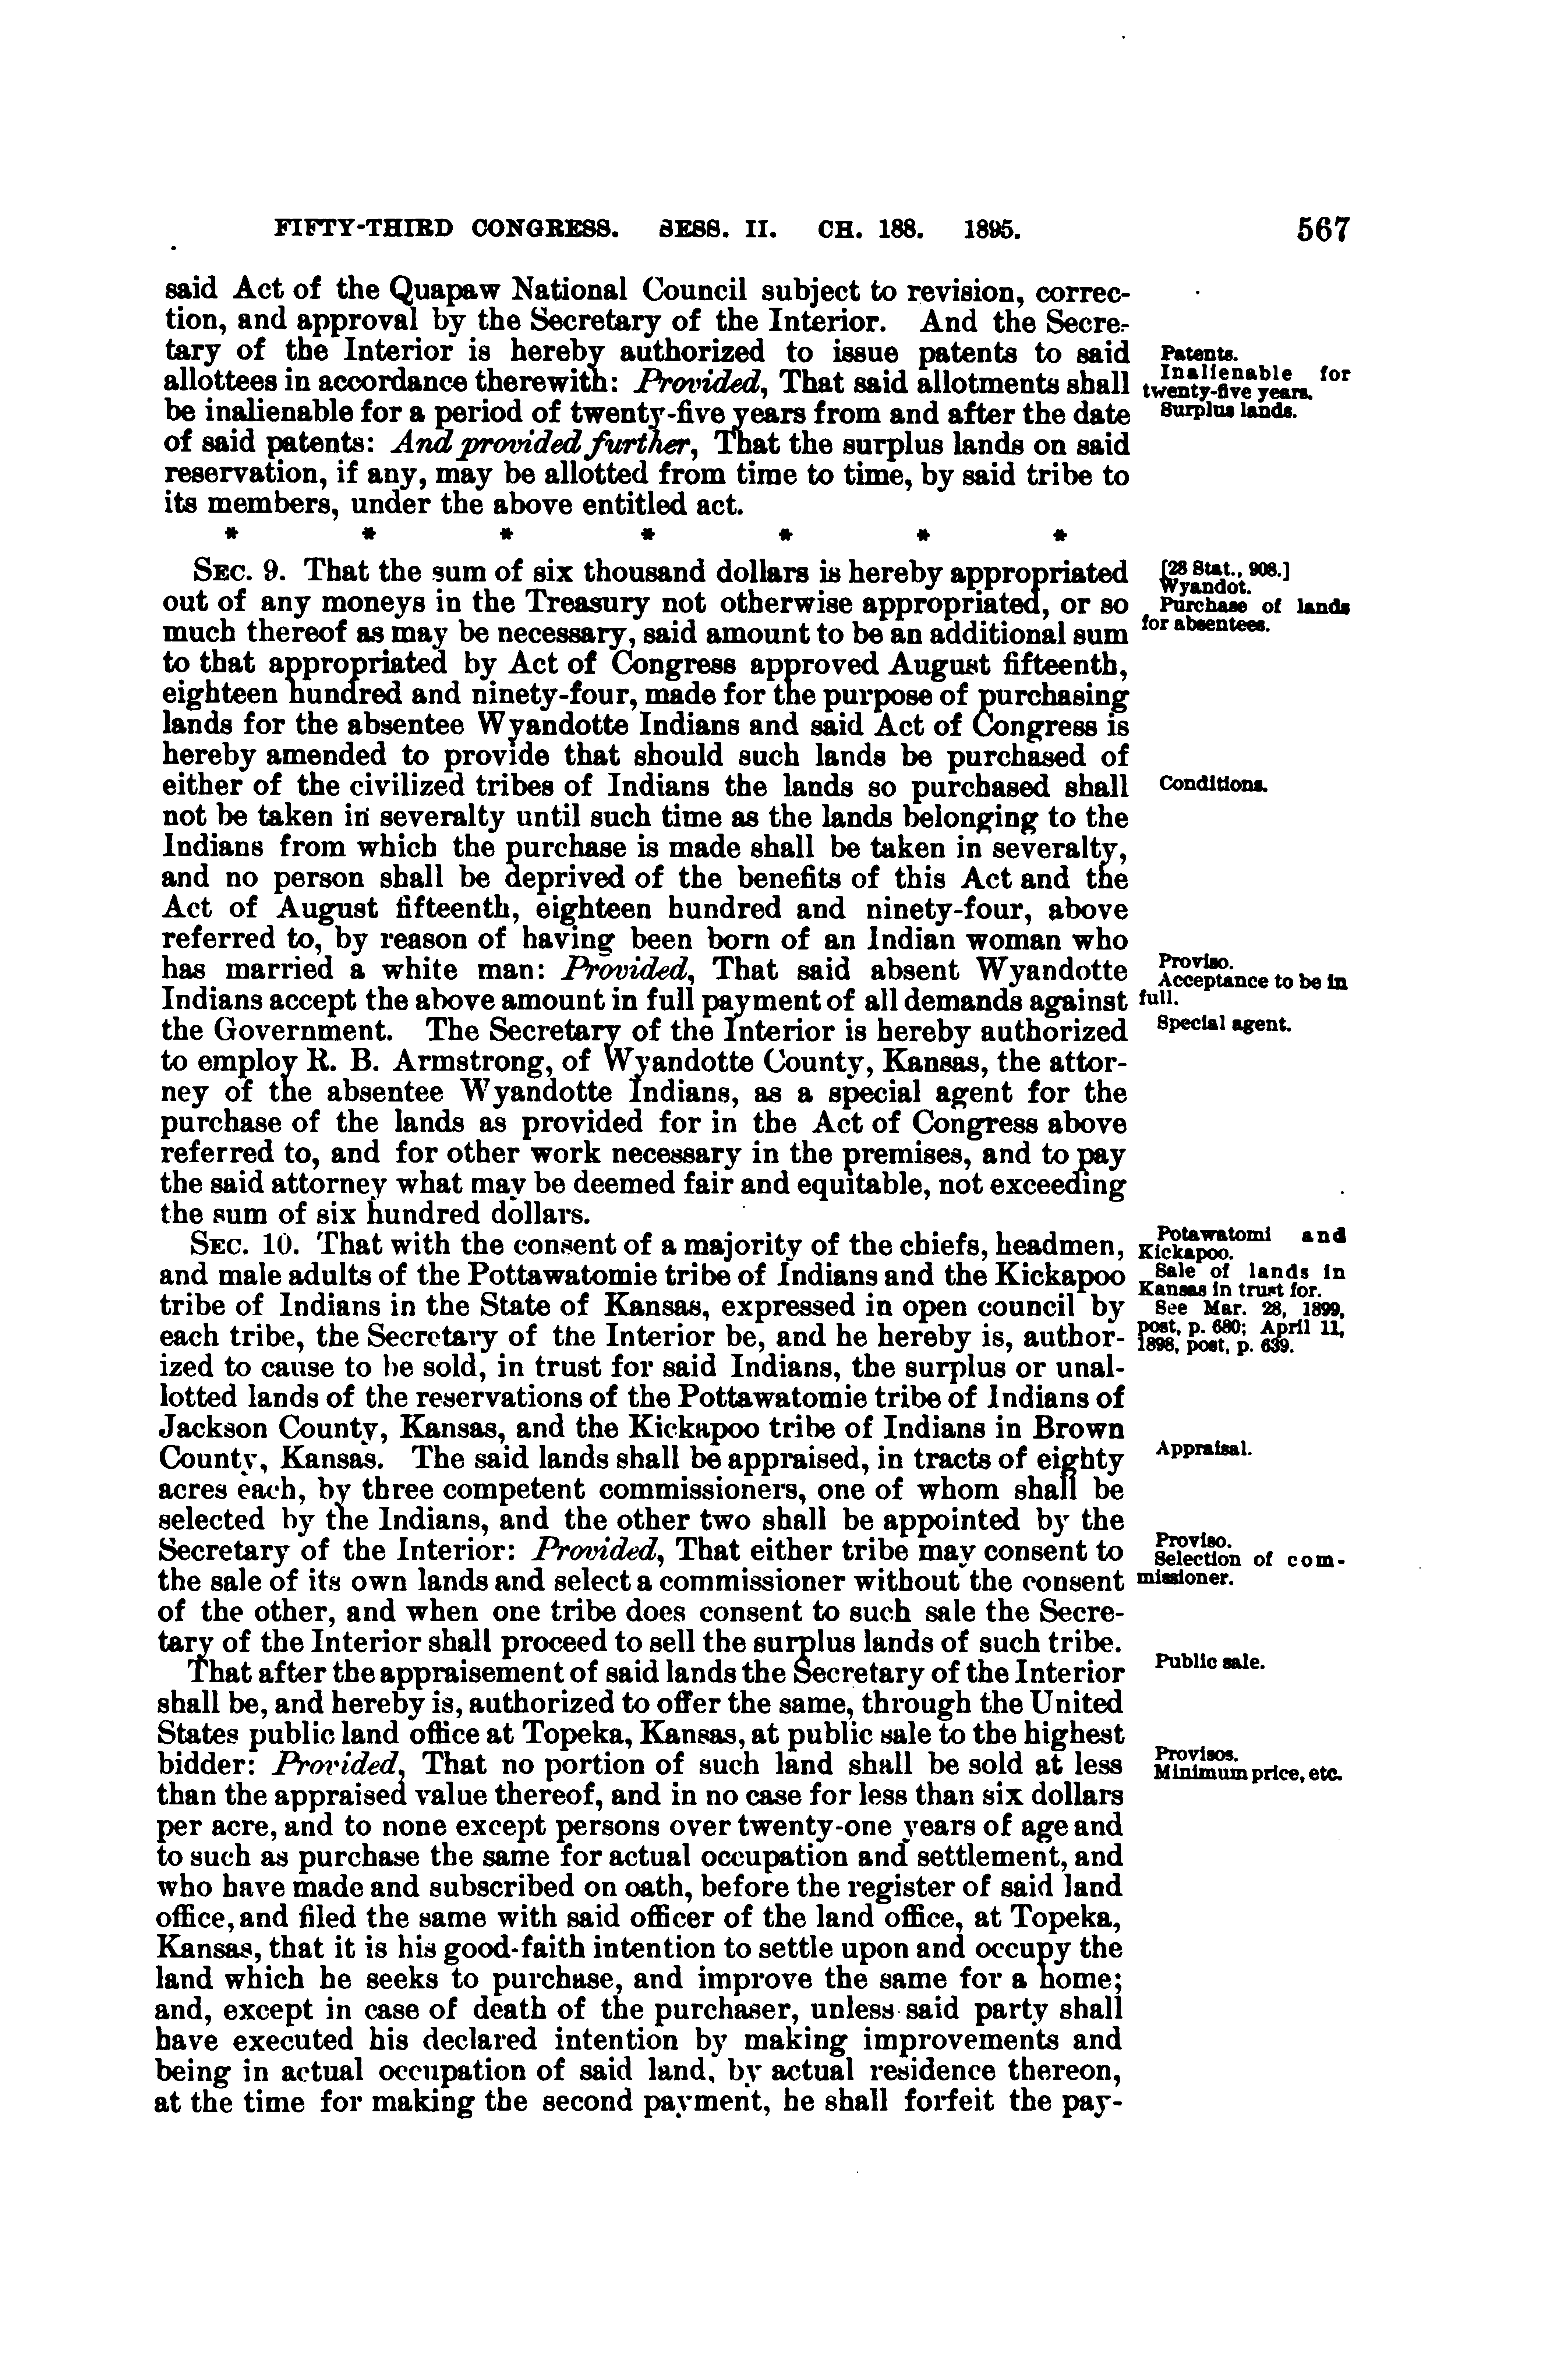 FIFTY-THIRD CONGRESS. SESS. II. CH. 188. 1895. 567
said Act of the Quapaw National Council subject to revision, correc-
tion, and approval by the Secretary of the Interior. And the Secre-
tary of the Interior is hereby authorized to issue patents to said
allottees in accordance therewith: Provided, That said allotments shall
be inalienable for a period of twenty-five years from and after the date
of said patents: And provided further, That the surplus lands on said
reservation, if any, may be allotted from time to time, by said tribe to
its members, under the above entitled act.
Patents.
Inalienable for
twenty-five years.
Surplus lands.
* * * * * * *
SEC. 9. That the sum of six thousand dollars is hereby appropriated
out of any moneys in the Treasury not otherwise appropriated, or so
much thereof as may be necessary, said amount to be an additional sum
to that appropriated by Act of Congress approved August fifteenth,
eighteen hundred and ninety-four, made for the purpose of purchasing
lands for the absentee Wyandotte Indians and said Act of Congress is
hereby amended to provide that should such lands be purchased of
either of the civilized tribes of Indians the lands so purchased shall
not be taken in severalty until such time as the lands belonging to the
Indians from which the purchase is made shall be taken in severalty,
and no person shall be deprived of the benefits of this Act and the
Act of August fifteenth, eighteen hundred and ninety-four, above
referred to, by reason of having been born of an Indian woman who
has married a white man: Provided, That said absent Wyandotte
Indians accept the above amount in full payment of all demands against
the Government. The Secretary of the Interior is hereby authorized
to employ R. B. Armstrong, of Wyandotte County, Kansas, the attor-
ney of the absentee Wyandotte Indians, as a special agent for the
purchase of the lands as provided for in the Act of Congress above
referred to, and for other work necessary in the premises, and to pay
the said attorney what may be deemed fair and equitable, not exceeding
the sum of six hundred dollars.
[28 Stat., 908.]
Wyandot.
Purchase of lands
for absentees.
Conditions.
Proviso.
Acceptance to be in
full.
Special agent.
SEC. 10. That with the consent of a majority of the chiefs, headmen,
and male adults of the Pottawatomie tribe of Indians and the Kickapoo
tribe of Indians in the State of Kansas, expressed in open council by
each tribe, the Secretary of the Interior be, and he hereby is, author-
ized to cause to be sold, in trust for said Indians, the surplus or unal-
lotted lands of the reservations of the Pottawatomie tribe of Indians of
Jackson County, Kansas, and the Kickapoo tribe of Indians in Brown
County, Kansas. The said lands shall be appraised, in tracts of eighty
acres each, by three competent commissioners, one of whom shall be
selected by the Indians, and the other two shall be appointed by the
Secretary of the Interior: Provided, That either tribe may consent to
the sale of its own lands and select a commissioner without the consent
of the other, and when one tribe does consent to such sale the Secre-
tary of the Interior shall proceed to sell the surplus lands of such tribe.
Potawatomi and
Kickapoo.
Sale of lands in
Kansas in trust for.
See Mar. 28, 1899,
post, p. 680; April 11,
1898, post, p. 639.
Appraisal.
Proviso.
Selection of com-
missioner.
That after the appraisement of said lands the Secretary of the Interior
shall be, and hereby is, authorized to offer the same, through the United
States public land office at Topeka, Kansas, at public sale to the highest
bidder: Provided, That no portion of such land shall be sold at less
than the appraised value thereof, and in no case for less than six dollars
per acre, and to none except persons over twenty-one years of age and
to such as purchase the same for actual occupation and settlement, and
who have made and subscribed on oath, before the register of said land
office, and filed the same with said officer of the land office, at Topeka,
Kansas, that it is his good-faith intention to settle upon and occupy the
land which he seeks to purchase, and improve the same for a home;
and, except in case of death of the purchaser, unless said party shall
have executed his declared intention by making improvements and
being in actual occupation of said land, by actual residence thereon,
at the time for making the second payment, he shall forfeit the pay-
Public sale.
Provisos.
Minimum price, etc.